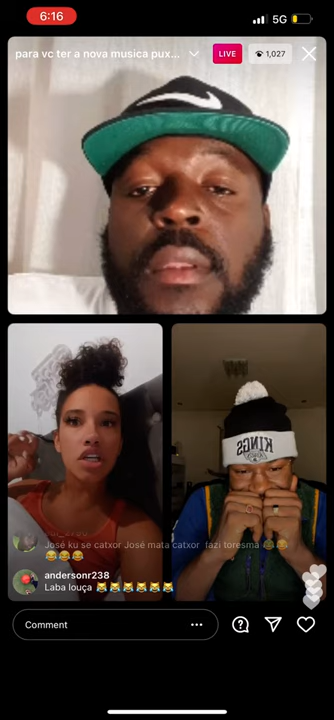 6:16
5G
para vc ter a nova musica pux...
LIVE
1,027
KINGS
José ku se catxor José mata catxor fazi toresma 😂😂
😂😂😂
andersonr238
Laba louça 😹😹😹😹😹😹
Comment